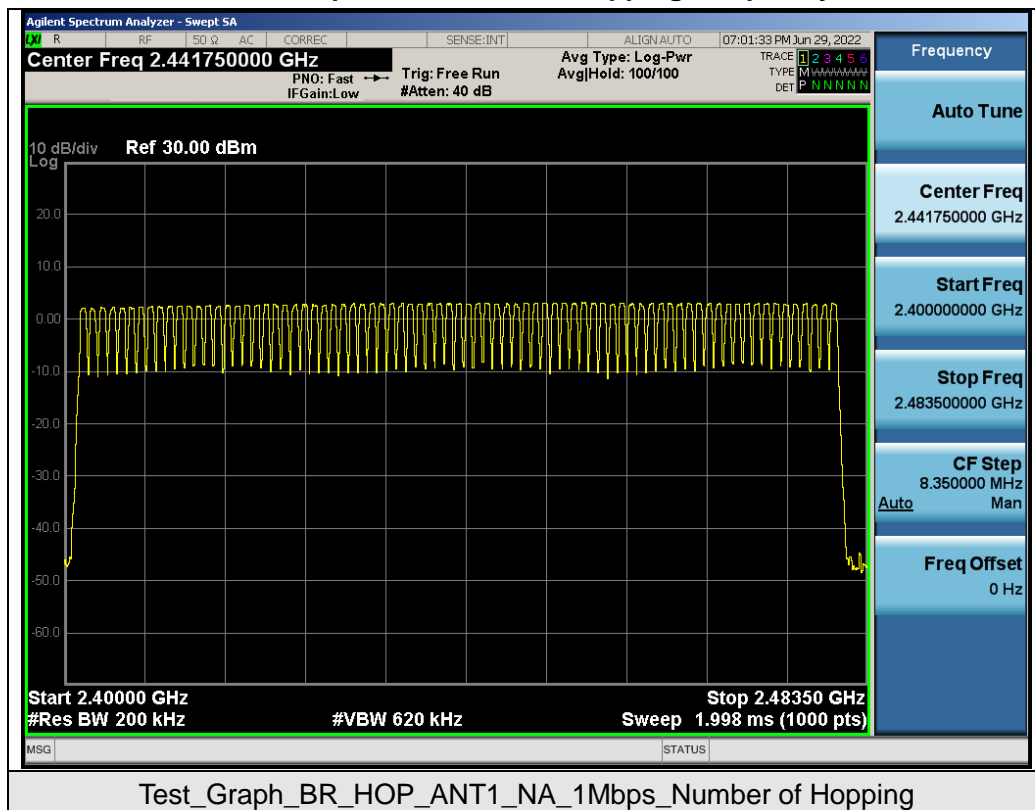 Agilent Spectrum Analyzer - Swept SA
LXI R RF 50 Ω AC CORREC SENSE:INT ALIGN AUTO 07:01:33 PM Jun 29, 2022
Center Freq 2.441750000 GHz
PNO: Fast
IFGain:Low
Trig: Free Run
#Atten: 40 dB
Avg Type: Log-Pwr
Avg|Hold: 100/100
TRACE 1 2 3 4 5 6
TYPE M
DET P N N N N N
10 dB/div Ref 30.00 dBm
Log
20.0
10.0
0.00
-10.0
-20.0
-30.0
-40.0
-50.0
-60.0
Start 2.40000 GHz Stop 2.48350 GHz
#Res BW 200 kHz #VBW 620 kHz Sweep 1.998 ms (1000 pts)
MSG STATUS
Frequency
Auto Tune
Center Freq
2.441750000 GHz
Start Freq
2.400000000 GHz
Stop Freq
2.483500000 GHz
CF Step
8.350000 MHz
Auto Man
Freq Offset
0 Hz
Test_Graph_BR_HOP_ANT1_NA_1Mbps_Number of Hopping